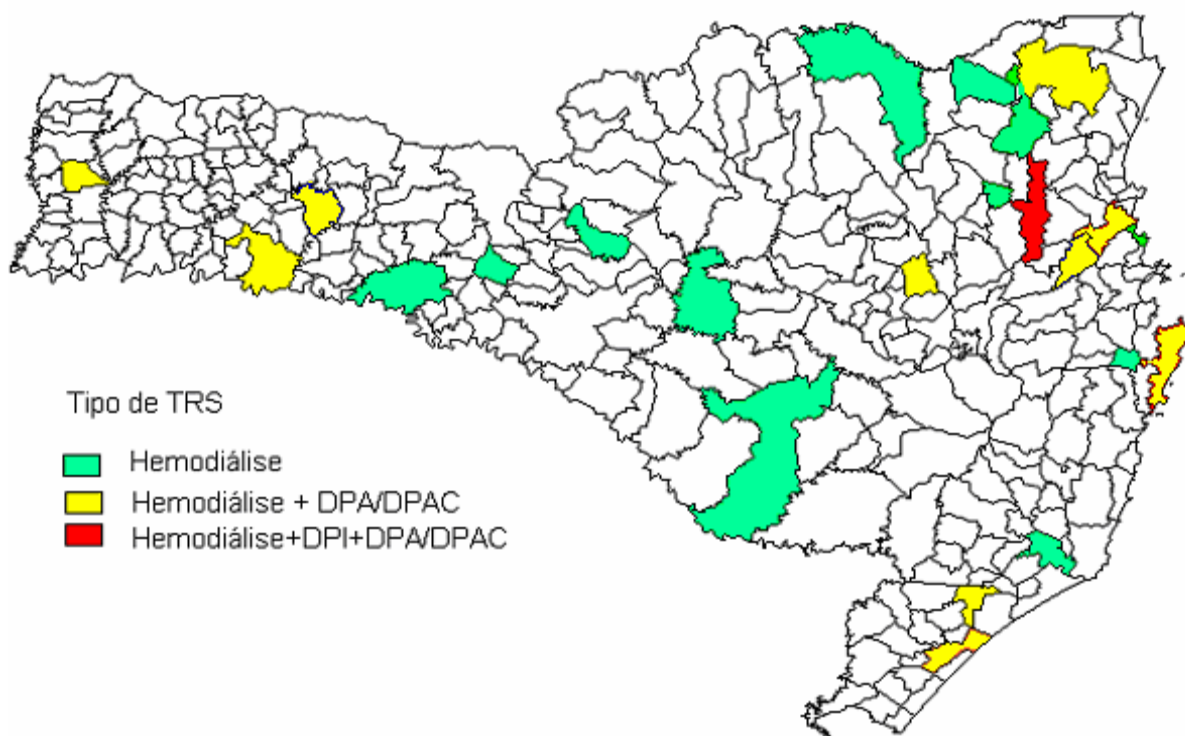 Tipo de TRS
Hemodiálise
Hemodiálise + DPA/DPAC
Hemodiálise+DPI+DPA/DPAC